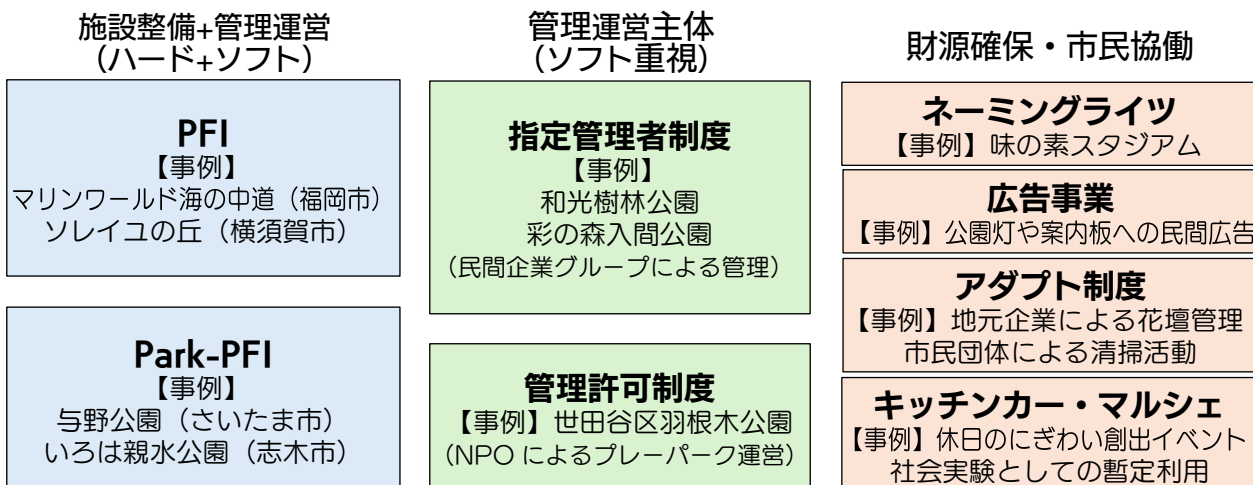 施設整備+管理運営
(ハード+ソフト)
PFI
【事例】
マリンワールド海の中道（福岡市）
ソレイユの丘（横須賀市）
Park-PFI
【事例】
与野公園（さいたま市）
いろは親水公園（志木市）
管理運営主体
(ソフト重視)
指定管理者制度
【事例】
和光樹林公園
彩の森入間公園
（民間企業グループによる管理）
管理許可制度
【事例】世田谷区羽根木公園
（NPO によるプレーパーク運営）
財源確保・市民協働
ネーミングライツ
【事例】味の素スタジアム
広告事業
【事例】公園灯や案内板への民間広告
アダプト制度
【事例】地元企業による花壇管理
市民団体による清掃活動
キッチンカー・マルシェ
【事例】休日のにぎわい創出イベント
社会実験としての暫定利用